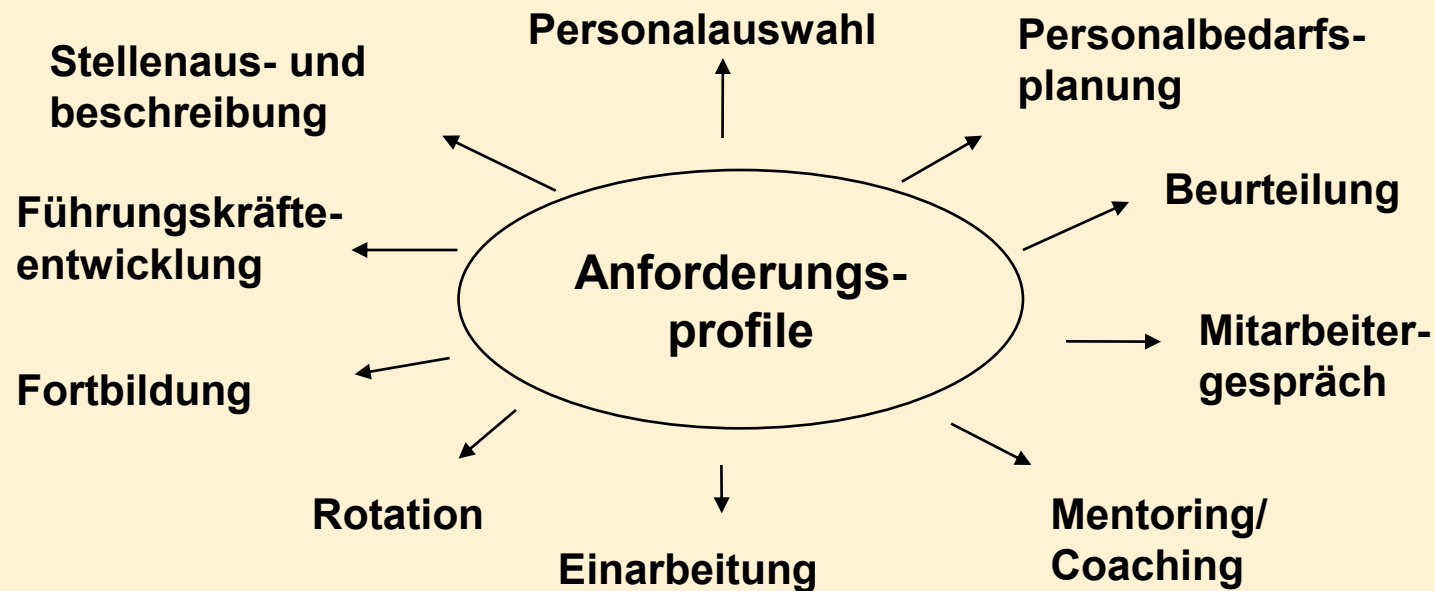 Personalauswahl
Personalbedarfs-
planung
Stellenaus- und
beschreibung
Beurteilung
Führungskräfte-
entwicklung
Anforderungs-
profile
Mitarbeiter-
gespräch
Fortbildung
Rotation
Mentoring/
Coaching
Einarbeitung